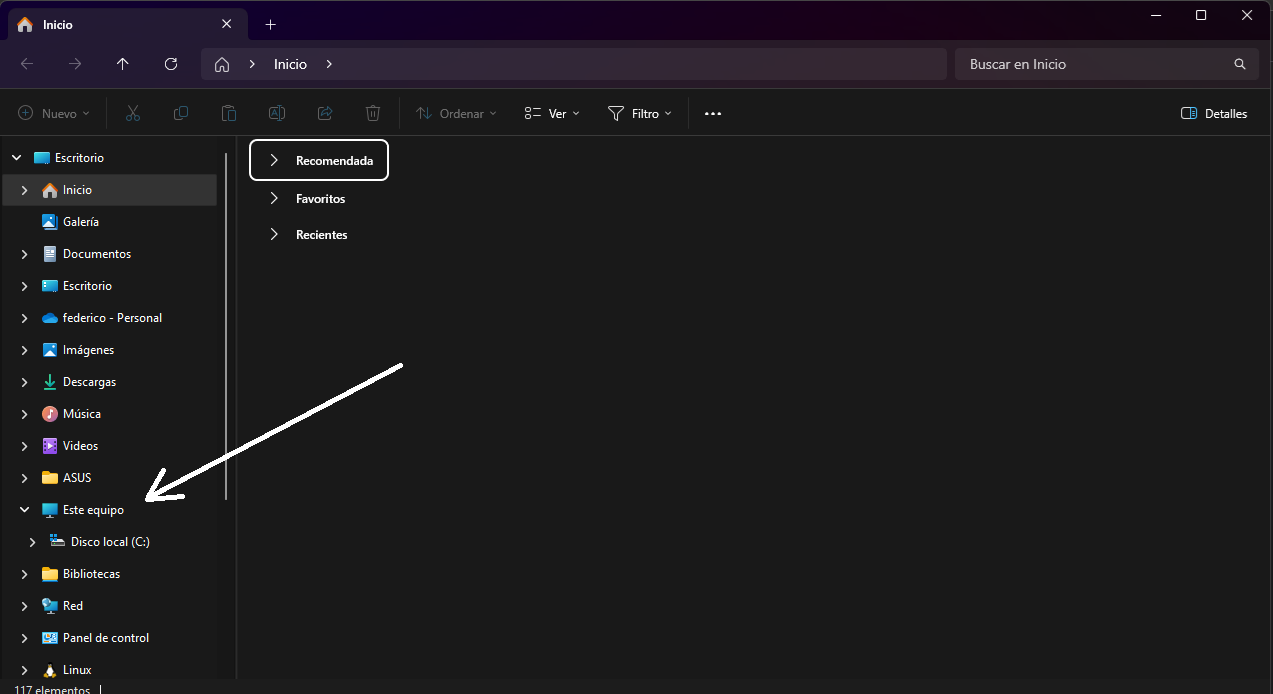 Inicio
Inicio
Buscar en Inicio
Nuevo
Ordenar
Ver
Filtro
Detalles
Escritorio
Inicio
Galería
Documentos
Escritorio
federico - Personal
Imágenes
Descargas
Música
Videos
ASUS
Este equipo
Disco local (C:)
Bibliotecas
Red
Panel de control
Linux
117 elementos
Recomendada
Favoritos
Recientes